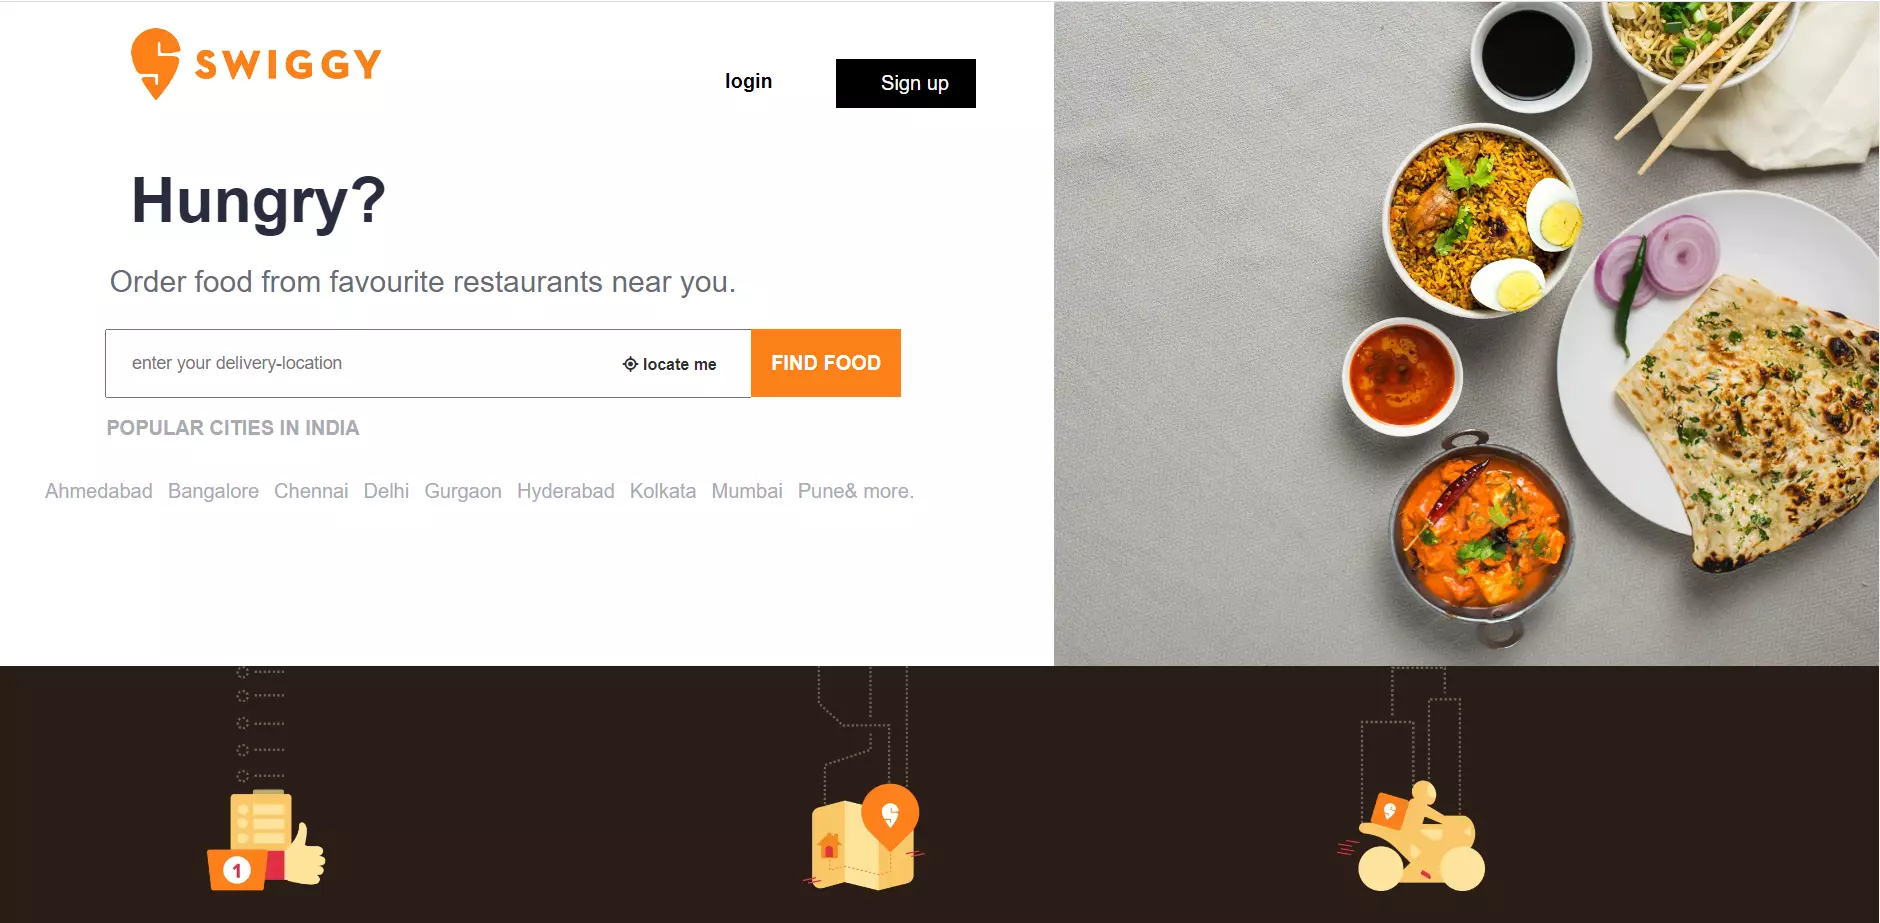 SWIGGY
login
Sign up
Hungry?
Order food from favourite restaurants near you.
enter your delivery-location
locate me
FIND FOOD
POPULAR CITIES IN INDIA
Ahmedabad Bangalore Chennai Delhi Gurgaon Hyderabad Kolkata Mumbai Pune& more.
1